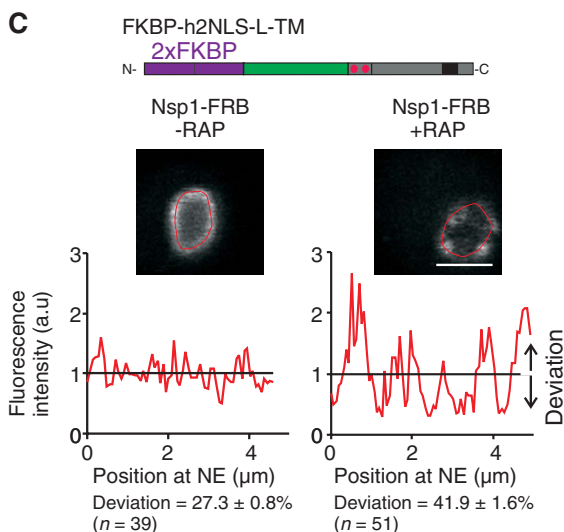 C
FKBP-h2NLS-L-TM
2xFKBP
N-
-C
Nsp1-FRB
-RAP
Nsp1-FRB
+RAP
3
2
1
0
Fluorescence
intensity (a.u)
0
2
4
Position at NE (µm)
Deviation = 27.3 ± 0.8%
(n = 39)
3
2
1
0
Deviation
0
2
4
Position at NE (µm)
Deviation = 41.9 ± 1.6%
(n = 51)